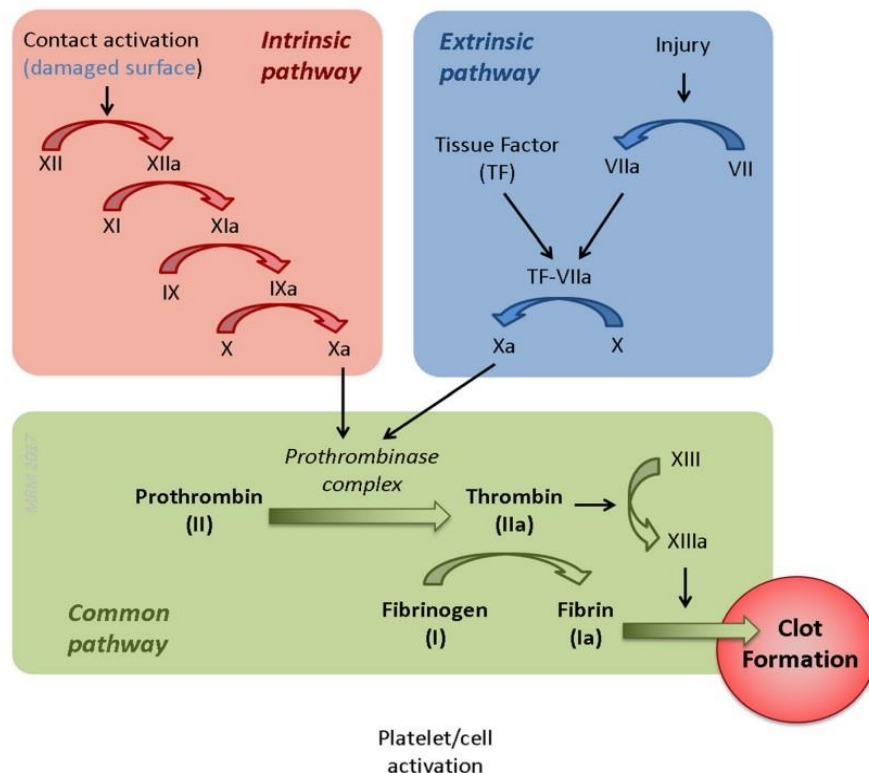 Contact activation
(damaged surface)
Intrinsic
pathway
XII
XIIa
XI
XIa
IX
IXa
X
Xa
Extrinsic
pathway
Injury
Tissue Factor
(TF)
VIIa
VII
TF-VIIa
Xa
X
MRM 2017
Prothrombinase
complex
Prothrombin
(II)
Thrombin
(IIa)
XIII
XIIIa
Fibrinogen
(I)
Fibrin
(Ia)
Common
pathway
Clot
Formation
Platelet/cell
activation